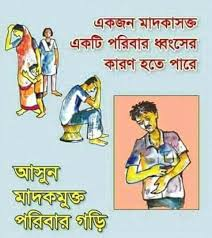 একজন মাদকাসক্ত
একটি পরিবার ধ্বংসের
কারণ হতে পারে
আসুন
মাদকমুক্ত
পরিবার গড়ি